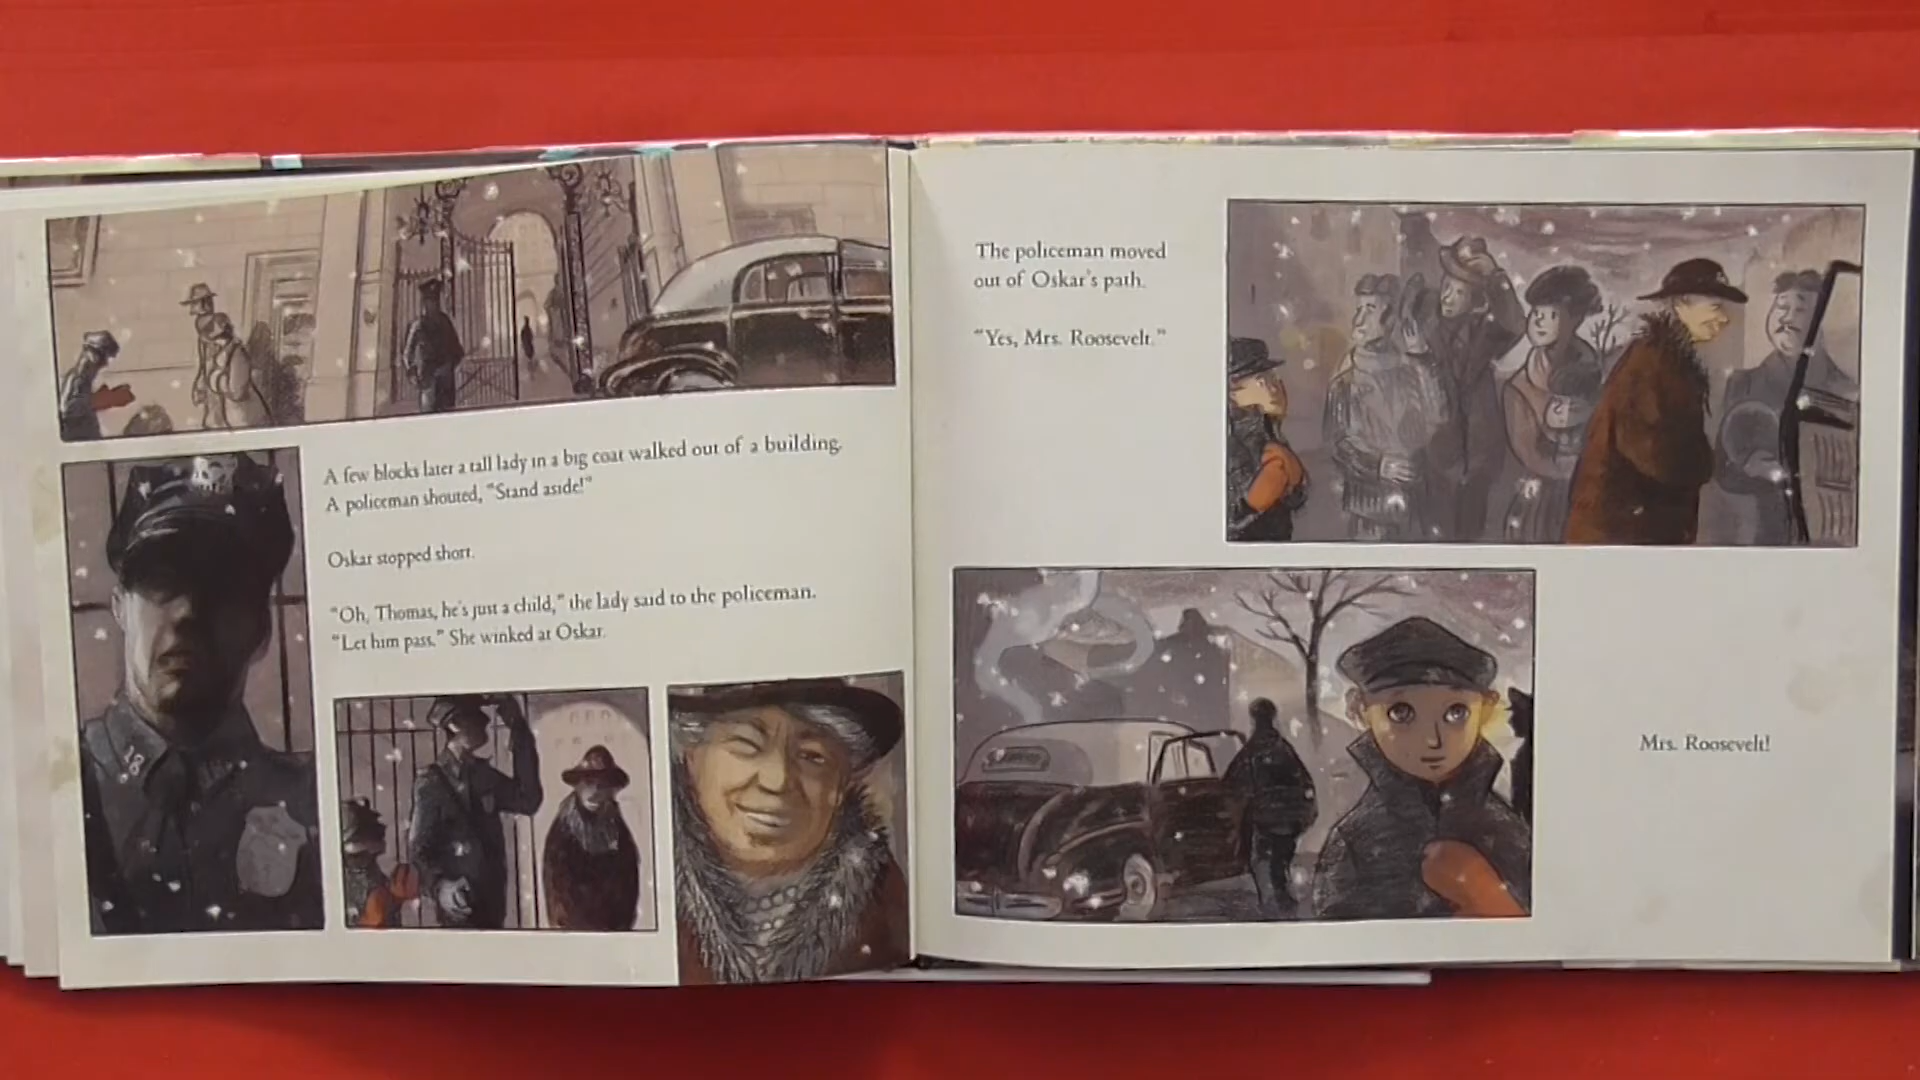 A few blocks later a tall lady in a big coat walked out of a building.
A policeman shouted, “Stand aside!”
Oskar stopped short.
“Oh, Thomas, he’s just a child,” the lady said to the policeman.
“Let him pass.” She winked at Oskar.
18
The policeman moved
out of Oskar’s path.
“Yes, Mrs. Roosevelt.”
Mrs. Roosevelt!